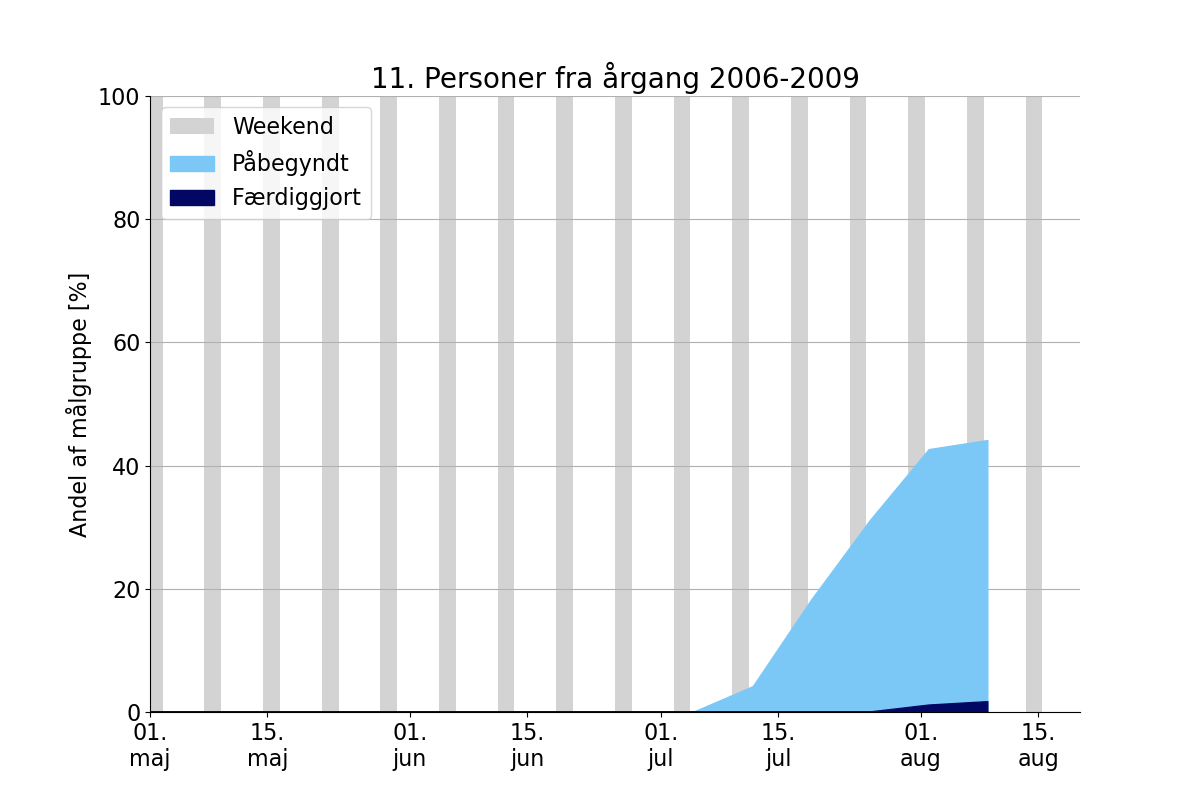 11. Personer fra årgang 2006-2009
Andel af målgruppe [%]
100
80
60
40
20
0
Weekend
Påbegyndt
Færdiggjort
01. 15. 01. 15. 01. 15. 01. 15.
maj maj jun jun jul jul aug aug